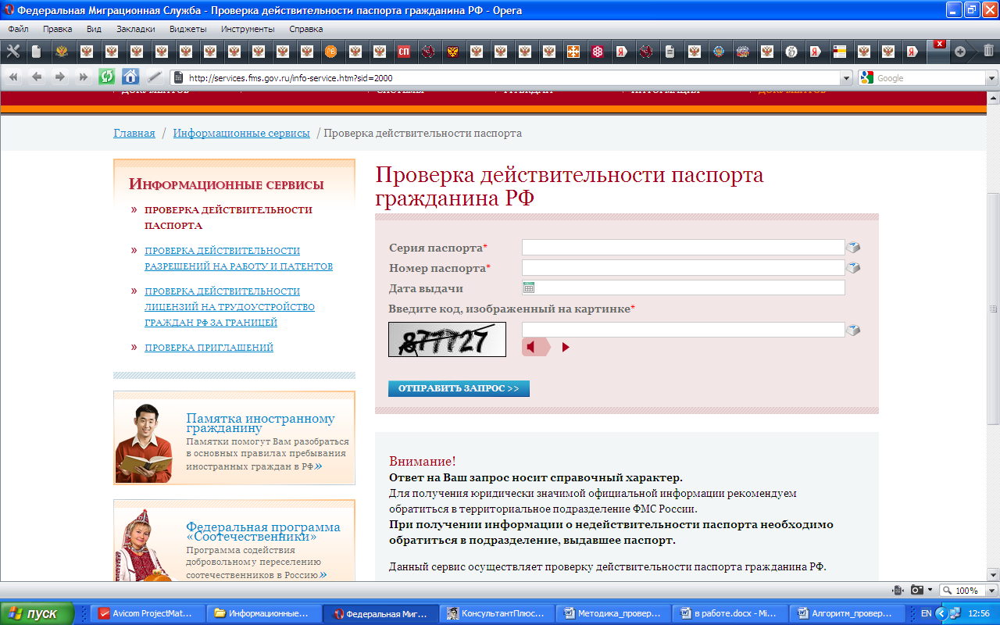 Федеральная Миграционная Служба - Проверка действительности паспорта гражданина РФ - Opera
Файл Правка Вид Закладки Виджеты Инструменты Справка
http://services.fms.gov.ru/info-service.htm?sid=2000 Google
ДОКУМЕНТОВ СИСТЕМЫ ГРАЖДАН ИНФОРМАЦИИ ДОКУМЕНТОВ
Главная / Информационные сервисы / Проверка действительности паспорта
Информационные сервисы
» ПРОВЕРКА ДЕЙСТВИТЕЛЬНОСТИ
ПАСПОРТА
» ПРОВЕРКА ДЕЙСТВИТЕЛЬНОСТИ
РАЗРЕШЕНИЙ НА РАБОТУ И ПАТЕНТОВ
» ПРОВЕРКА ДЕЙСТВИТЕЛЬНОСТИ
ЛИЦЕНЗИЙ НА ТРУДОУСТРОЙСТВО
ГРАЖДАН РФ ЗА ГРАНИЦЕЙ
» ПРОВЕРКА ПРИГЛАШЕНИЙ
Памятка иностранному
гражданину
Памятки помогут Вам разобраться
в основных правилах пребывания
иностранных граждан в РФ»
Федеральная программа
«Соотечественники»
Программа содействия
добровольному переселению
соотечественников в Россию»
Проверка действительности паспорта
гражданина РФ
Серия паспорта*
Номер паспорта*
Дата выдачи
Введите код, изображенный на картинке*
877727
ОТПРАВИТЬ ЗАПРОС >>
Внимание!
Ответ на Ваш запрос носит справочный характер.
Для получения юридически значимой официальной информации рекомендуем
обратиться в территориальное подразделение ФМС России.
При получении информации о недействительности паспорта необходимо
обратиться в подразделение, выдавшее паспорт.
Данный сервис осуществляет проверку действительности паспорта гражданина РФ.
100%
пуск Avicom ProjectMat... Информационные... Федеральная Миг... КонсультантПлюс... Методика_провер... в работе.docx - Mi... Алгоритм_провер... EN 12:56